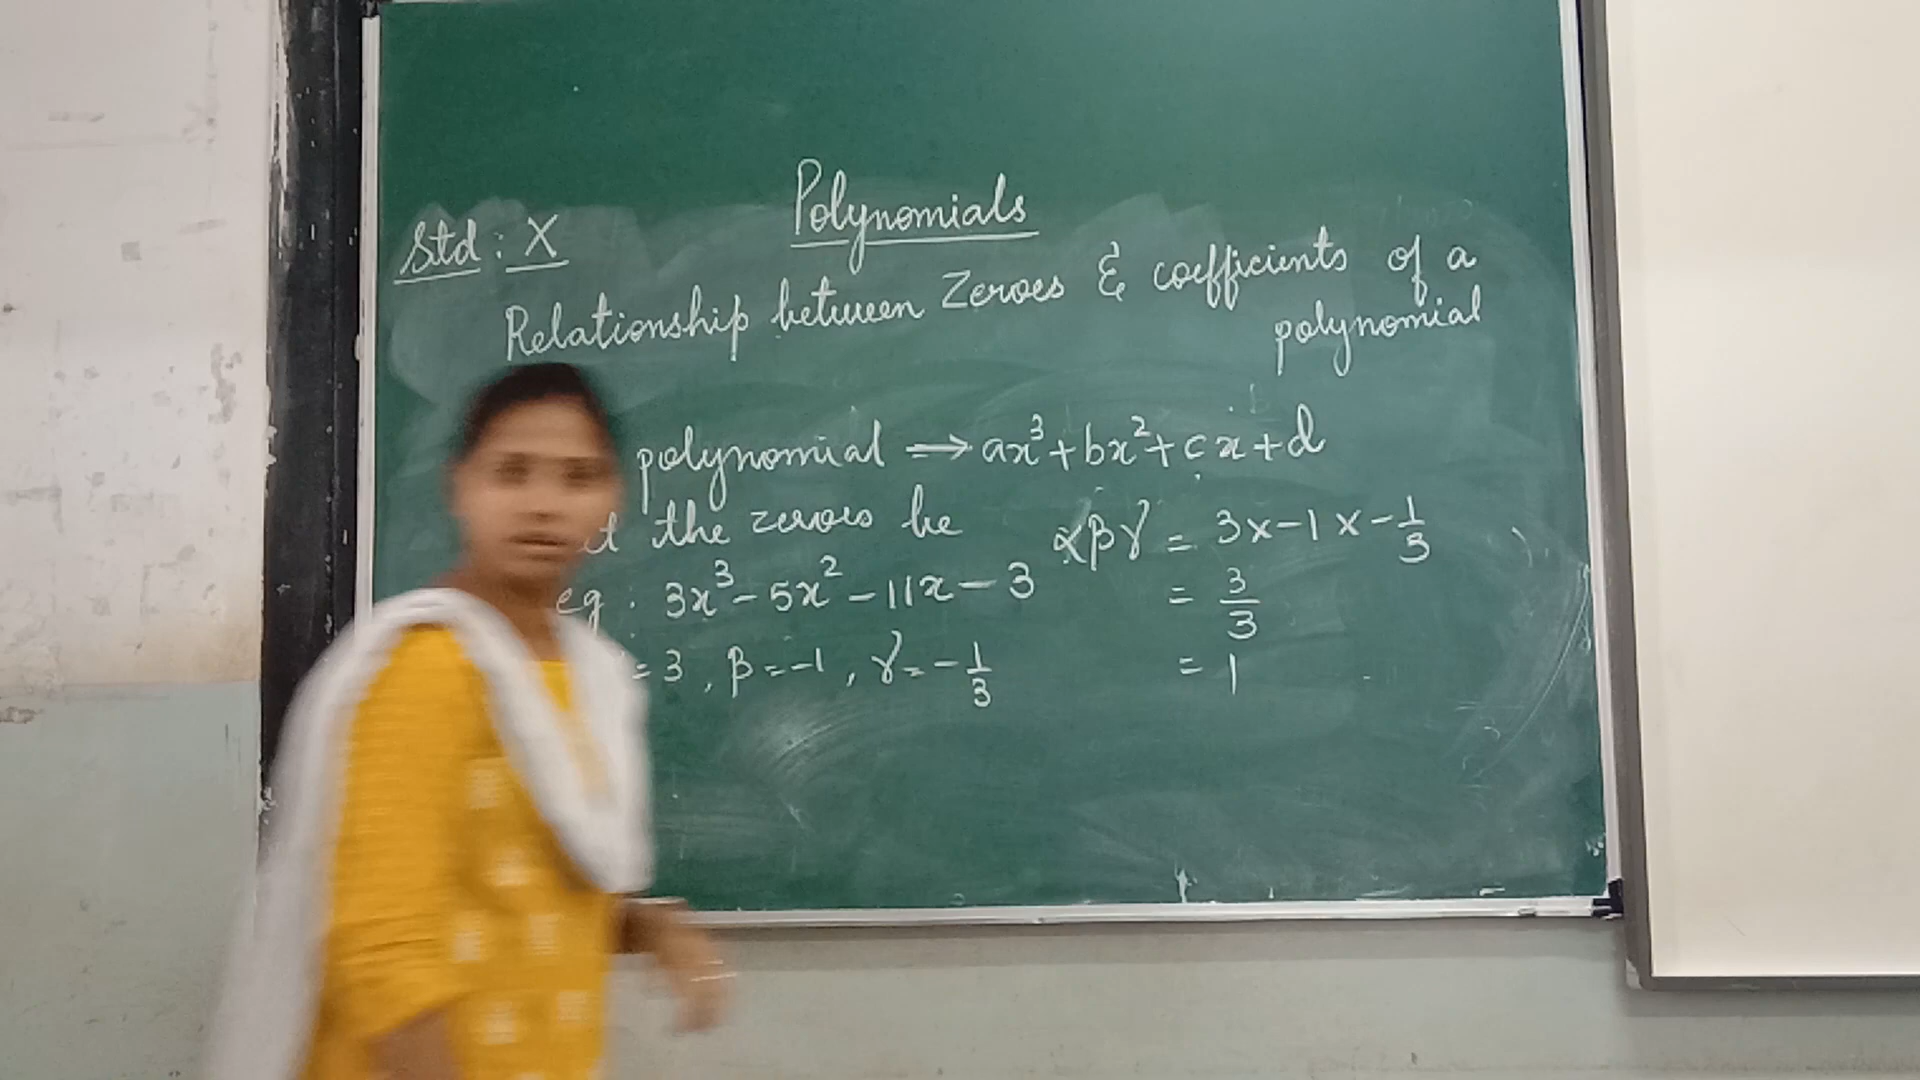 Polynomials
Std : X
Relationship between Zeroes & coefficients of a
polynomial
polynomial ⟹ ax³+bx²+cx+d
the zeroes be
eg : 3x³-5x²-11x-3
=3, β=-1, γ=-1/3
αβγ = 3x-1x-1/3
= 3/3
= 1